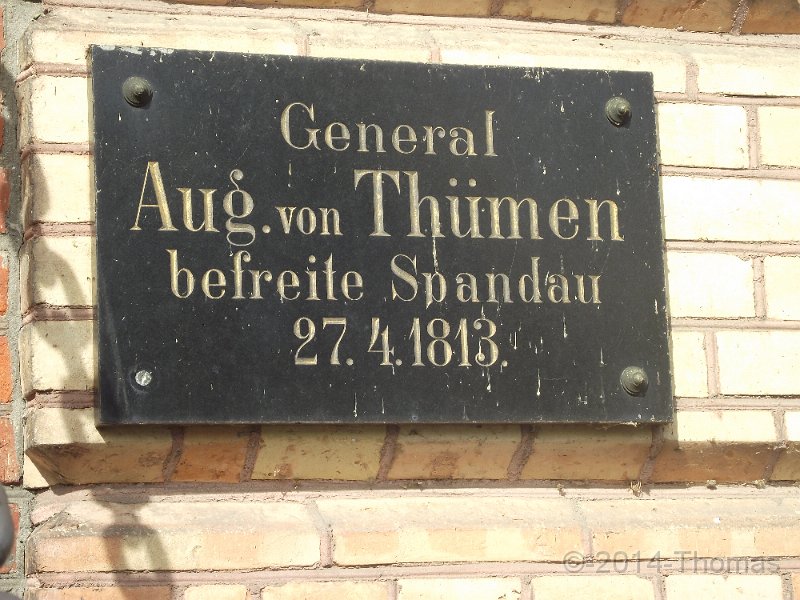 General
Aug. von Thümen
befreite Spandau
27. 4. 1813.
© 2014 Thomas